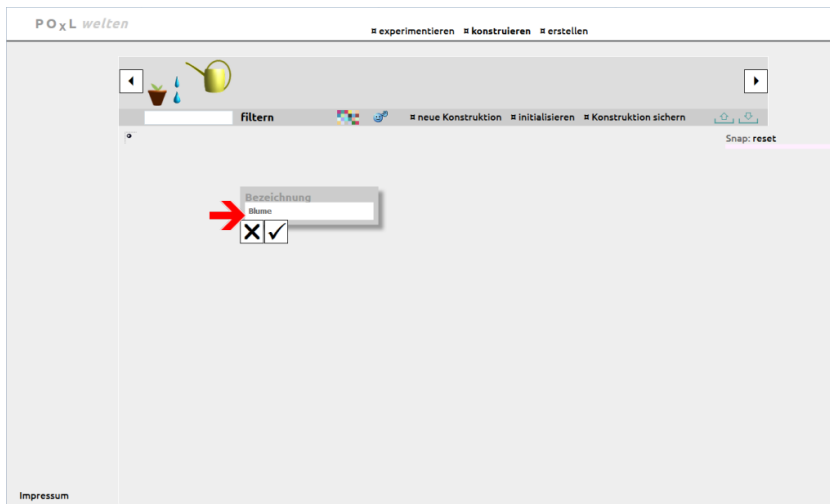 POXL welten
¤ experimentieren ¤ konstruieren ¤ erstellen
filtern ¤ neue Konstruktion ¤ initialisieren ¤ Konstruktion sichern
Snap: reset
Bezeichnung
Blume
Impressum